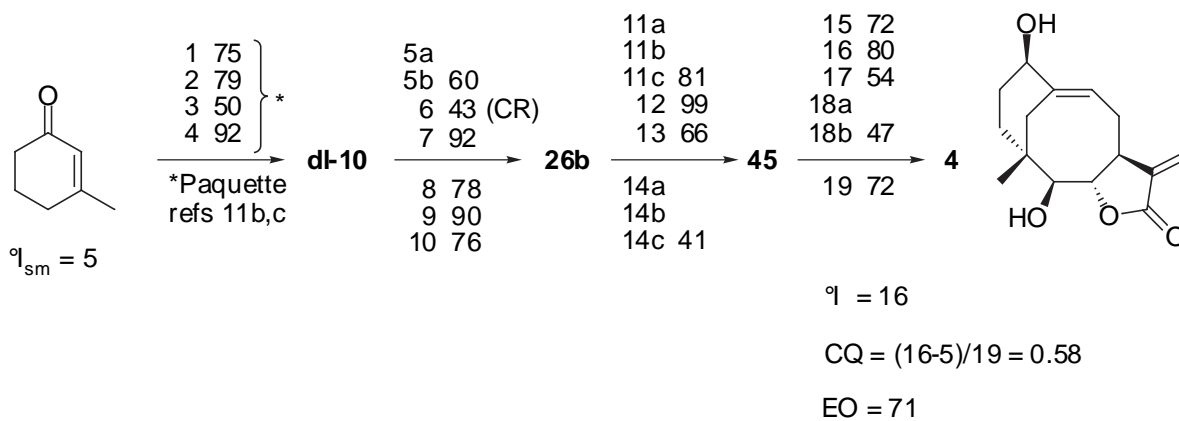 O
°I_sm = 5
1 75
2 79
3 50
4 92
*
*Paquette
refs 11b,c
dl-10
5a
5b 60
6 43 (CR)
7 92
8 78
9 90
10 76
26b
11a
11b
11c 81
12 99
13 66
14a
14b
14c 41
45
15 72
16 80
17 54
18a
18b 47
19 72
4
OH
HO
O
O
°I = 16
CQ = (16-5)/19 = 0.58
EO = 71